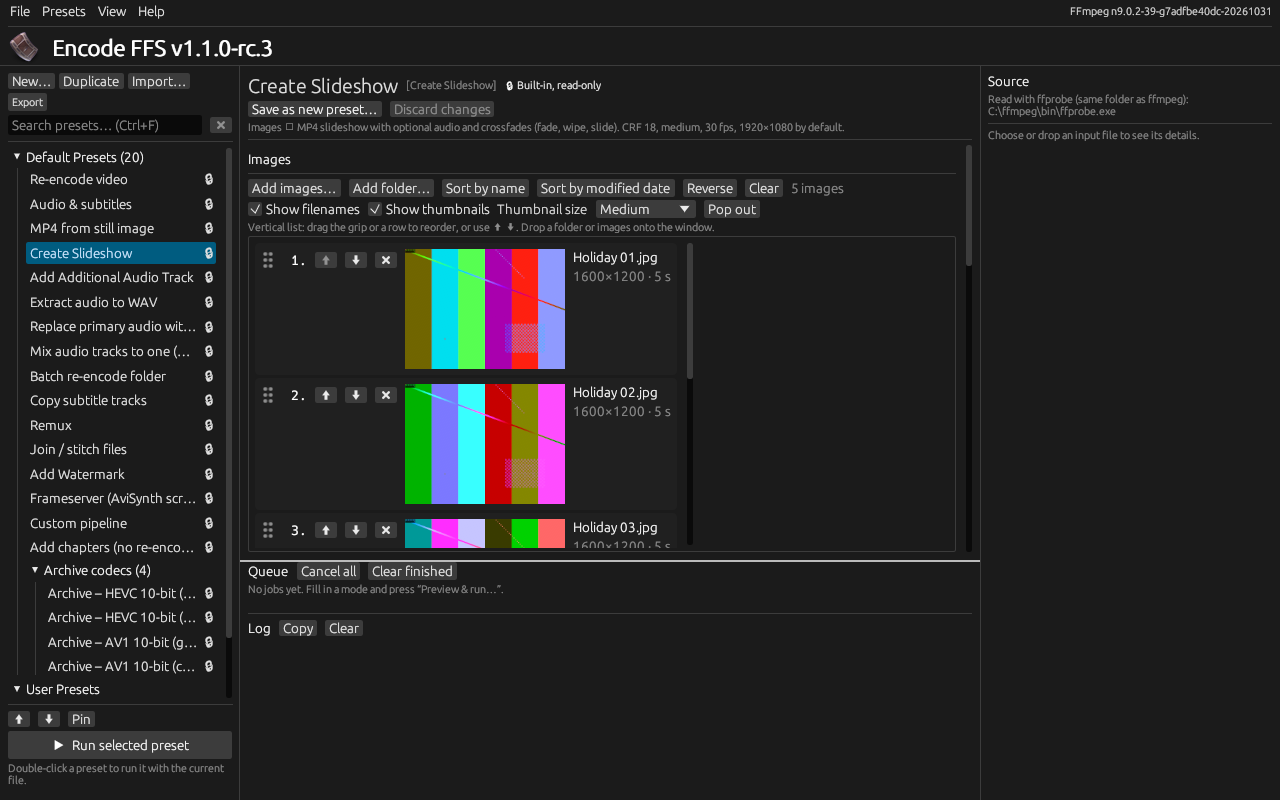 File Presets View Help
FFmpeg n9.0.2-39-g7adfbe40dc-20261031
Encode FFS v1.1.0-rc.3
New… Duplicate Import…
Export
Search presets… (Ctrl+F)
Default Presets (20)
Re-encode video
Audio & subtitles
MP4 from still image
Create Slideshow
Add Additional Audio Track
Extract audio to WAV
Replace primary audio wit…
Mix audio tracks to one (…
Batch re-encode folder
Copy subtitle tracks
Remux
Join / stitch files
Add Watermark
Frameserver (AviSynth scr…
Custom pipeline
Add chapters (no re-enco…
Archive codecs (4)
Archive – HEVC 10-bit (…
Archive – HEVC 10-bit (…
Archive – AV1 10-bit (g…
Archive – AV1 10-bit (c…
User Presets
Pin
Run selected preset
Double-click a preset to run it with the current
file.
Create Slideshow [Create Slideshow] Built-in, read-only
Save as new preset… Discard changes
Images □ MP4 slideshow with optional audio and crossfades (fade, wipe, slide). CRF 18, medium, 30 fps, 1920×1080 by default.
Images
Add images… Add folder… Sort by name Sort by modified date Reverse Clear 5 images
Show filenames Show thumbnails Thumbnail size Medium Pop out
Vertical list: drag the grip or a row to reorder, or use ⬆ ⬇. Drop a folder or images onto the window.
1. Holiday 01.jpg
1600×1200 · 5 s
2. Holiday 02.jpg
1600×1200 · 5 s
3. Holiday 03.jpg
1600×1200 · 5 s
Queue Cancel all Clear finished
No jobs yet. Fill in a mode and press "Preview & run…".
Log Copy Clear
Source
Read with ffprobe (same folder as ffmpeg):
C:\ffmpeg\bin\ffprobe.exe
Choose or drop an input file to see its details.